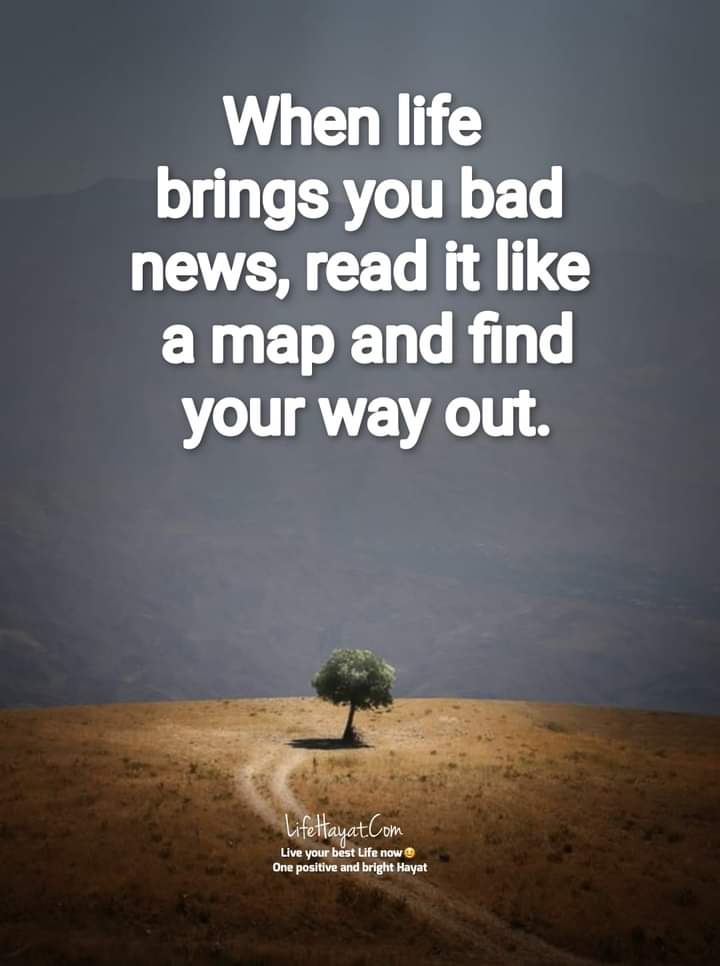 When life
brings you bad
news, read it like
a map and find
your way out.
LifeHayat.Com
Live your best Life now😉
One positive and bright Hayat